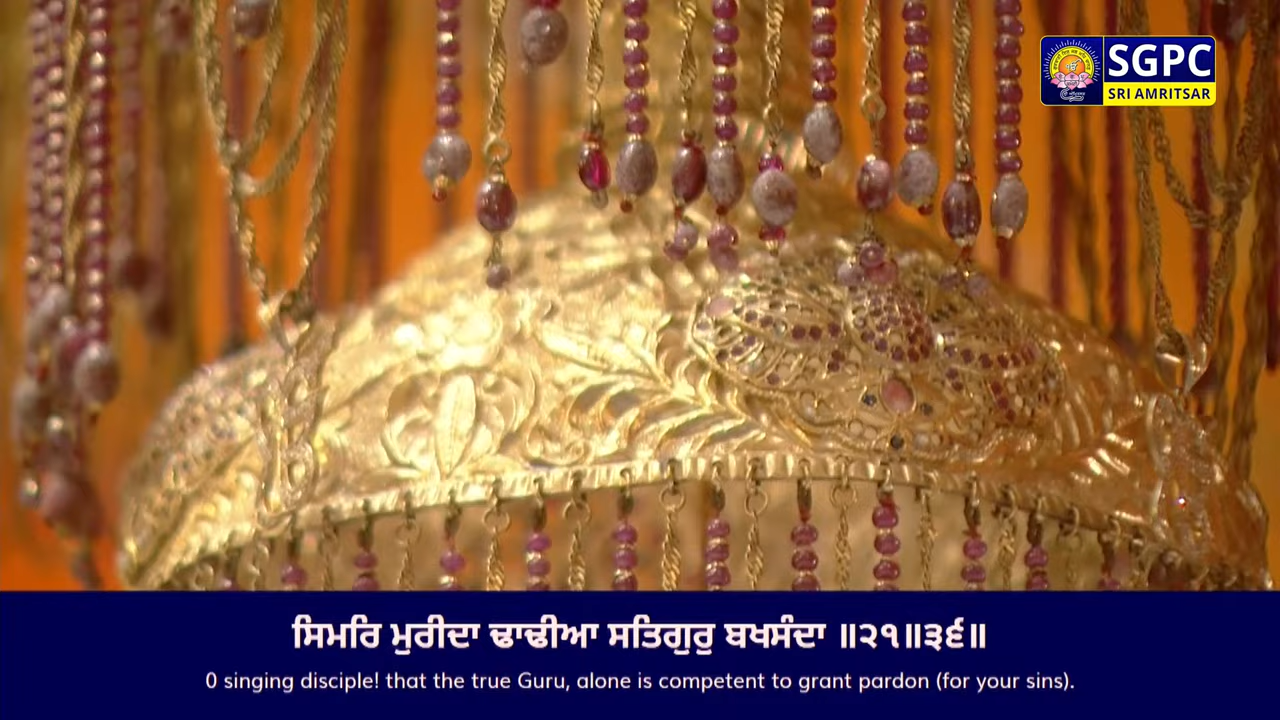 SGPC
SRI AMRITSAR
ਸਿਮਰਿ ਮੁਰੀਦਾ ਢਾਢੀਆ ਸਤਿਗੁਰੁ ਬਖਸੰਦਾ ॥੨੧॥੩੬॥
0 singing disciple! that the true Guru, alone is competent to grant pardon (for your sins).